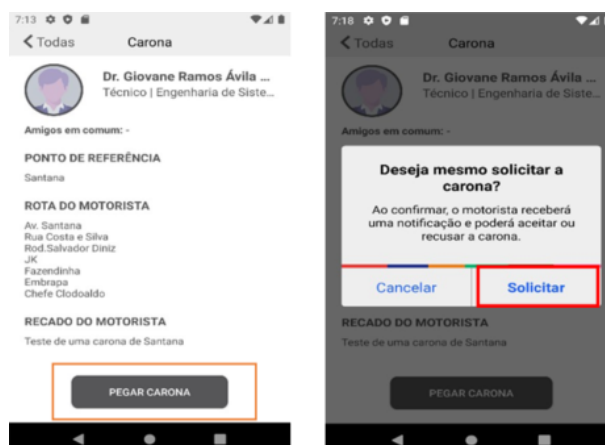 7:13
Todas Carona
Dr. Giovane Ramos Ávila ...
Técnico | Engenharia de Siste...
Amigos em comum: -
PONTO DE REFERÊNCIA
Santana
ROTA DO MOTORISTA
Av. Santana
Rua Costa e Silva
Rod.Salvador Diniz
JK
Fazendinha
Embrapa
Chefe Clodoaldo
RECADO DO MOTORISTA
Teste de uma carona de Santana
PEGAR CARONA
7:18
Todas Carona
Dr. Giovane Ramos Ávila ...
Técnico | Engenharia de Siste...
Amigos em comum: -
Deseja mesmo solicitar a
carona?
Ao confirmar, o motorista receberá
uma notificação e poderá aceitar ou
recusar a carona.
Cancelar Solicitar
RECADO DO MOTORISTA
Teste de uma carona de Santana
PEGAR CARONA